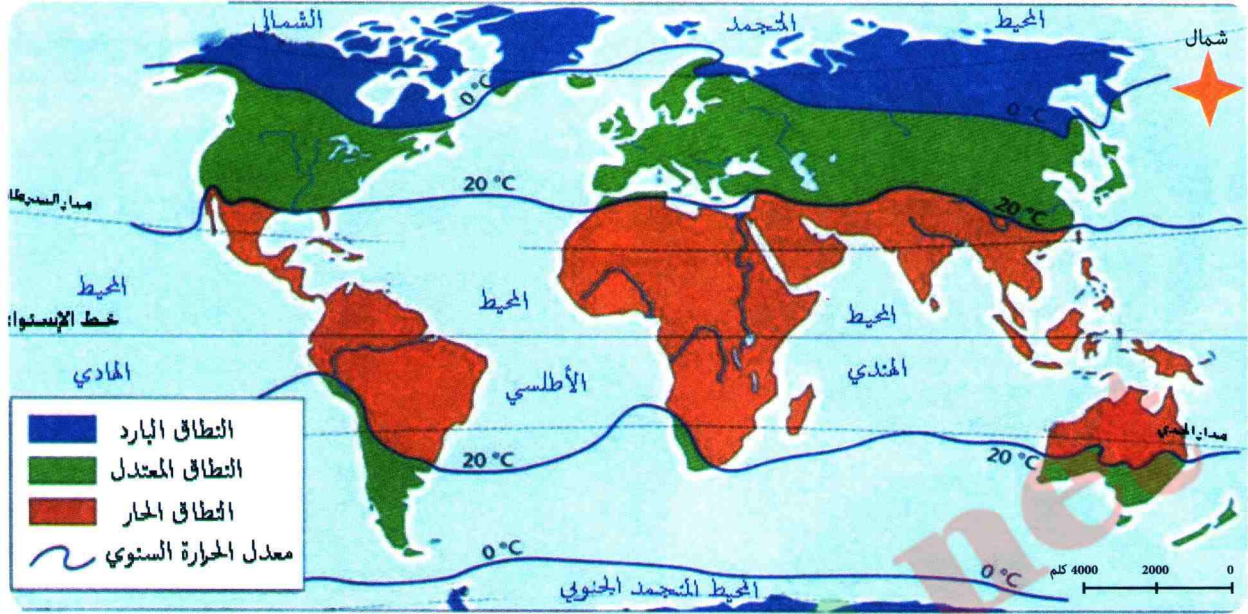 المحيط المتجمد الشمالي
شمال
0 °C
0 °C
20 °C
20 °C
مدار السرطا
المحيط
المحيط
المحيط
خط الإستواء
الهادي
الأطلسي
الهندي
مدار الجدي
20 °C
20 °C
النطاق البارد
النطاق المعتدل
النطاق الحار
معدل الحرارة السنوي
0 °C
0 °C
المحيط المتجمد الجنوبي
4000 كلم 2000 0
net